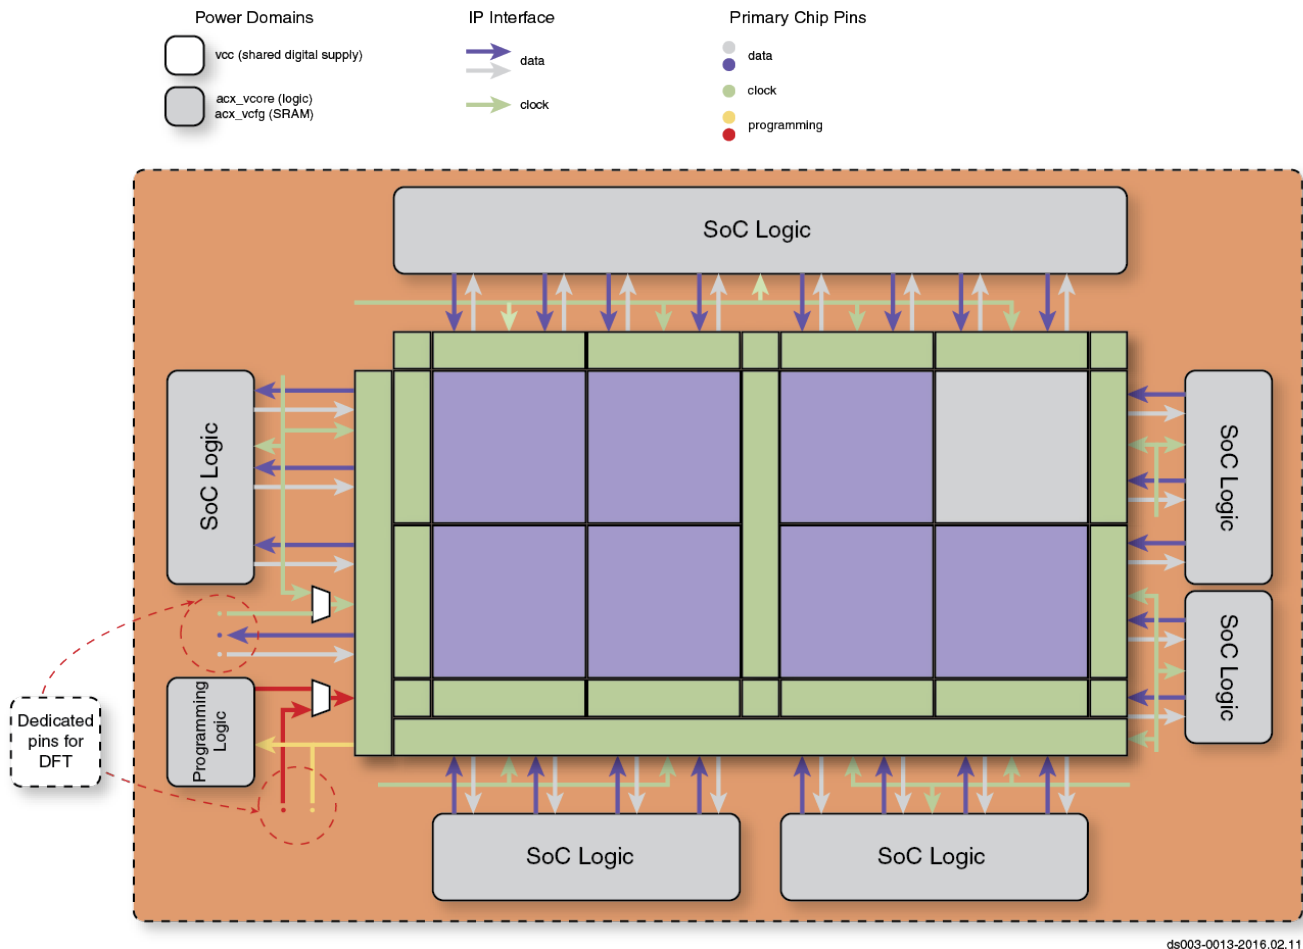 Power Domains
IP Interface
Primary Chip Pins
vcc (shared digital supply)
acx_vcore (logic)
acx_vcfg (SRAM)
data
clock
data
clock
programming
SoC Logic
SoC Logic
SoC Logic
SoC Logic
Programming
Logic
Dedicated
pins for
DFT
SoC Logic
SoC Logic
ds003-0013-2016.02.11